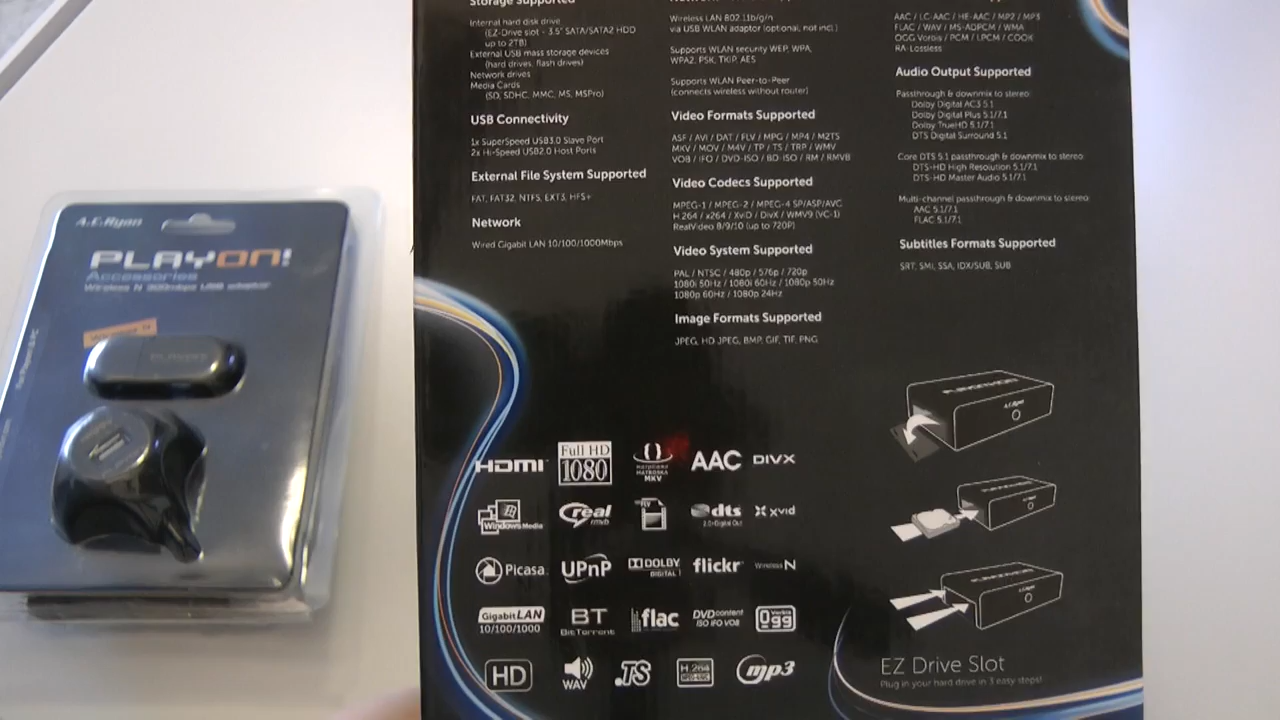 A.C.Ryan
PLAYON!
Accessories
Wireless N 300mbps USB adaptor
Storage Supported
Internal hard disk drive
(EZ-Drive slot - 3.5" SATA/SATA2 HDD
up to 2TB)
External USB mass storage devices
(hard drives, flash drives)
Network drives
Media Cards
(SD, SDHC, MMC, MS, MSPro)
USB Connectivity
1x SuperSpeed USB3.0 Slave Port
2x Hi-Speed USB2.0 Host Ports
External File System Supported
FAT, FAT32, NTFS, EXT3, HFS+
Network
Wired Gigabit LAN 10/100/1000Mbps
Wireless LAN 802.11b/g/n
via USB WLAN adaptor (optional, not incl.)
Supports WLAN security WEP, WPA,
WPA2, PSK, TKIP, AES
Supports WLAN Peer-to-Peer
(connects wireless without router)
Video Formats Supported
ASF / AVI / DAT / FLV / MPG / MP4 / M2TS
MKV / MOV / M4V / TP / TS / TRP / WMV
VOB / IFO / DVD-ISO / BD-ISO / RM / RMVB
Video Codecs Supported
MPEG-1 / MPEG-2 / MPEG-4 SP/ASP/AVC
H.264 / x264 / XviD / DivX / WMV9 (VC-1)
RealVideo 8/9/10 (up to 720P)
Video System Supported
PAL / NTSC / 480p / 576p / 720p
1080i 50Hz / 1080i 60Hz / 1080p 50Hz
1080p 60Hz / 1080p 24Hz
Image Formats Supported
JPEG, HD JPEG, BMP, GIF, TIF, PNG
AAC / LC-AAC / HE-AAC / MP2 / MP3
FLAC / WAV / MS-ADPCM / WMA
OGG Vorbis / PCM / LPCM / COOK
RA-Lossless
Audio Output Supported
Passthrough & downmix to stereo:
Dolby Digital AC3 5.1
Dolby Digital Plus 5.1/7.1
Dolby TrueHD 5.1/7.1
DTS Digital Surround 5.1
Core DTS 5.1 passthrough & downmix to stereo:
DTS-HD High Resolution 5.1/7.1
DTS-HD Master Audio 5.1/7.1
Multi-channel passthrough & downmix to stereo:
AAC 5.1/7.1
FLAC 5.1/7.1
Subtitles Formats Supported
SRT, SMI, SSA, IDX/SUB, SUB
HDMI Full HD 1080 MATROSKA MKV AAC DIVX
Windows Media real rmvb FLV dts 2.0+Digital Out xvid
Picasa UPnP DOLBY DIGITAL flickr Wireless N
GigabitLAN 10/100/1000 BT BitTorrent flac DVDcontent ISO IFO VOB Vorbis Ogg
HD WAV .TS H.264 mp3
EZ Drive Slot
Plug in your hard drive in 3 easy steps!